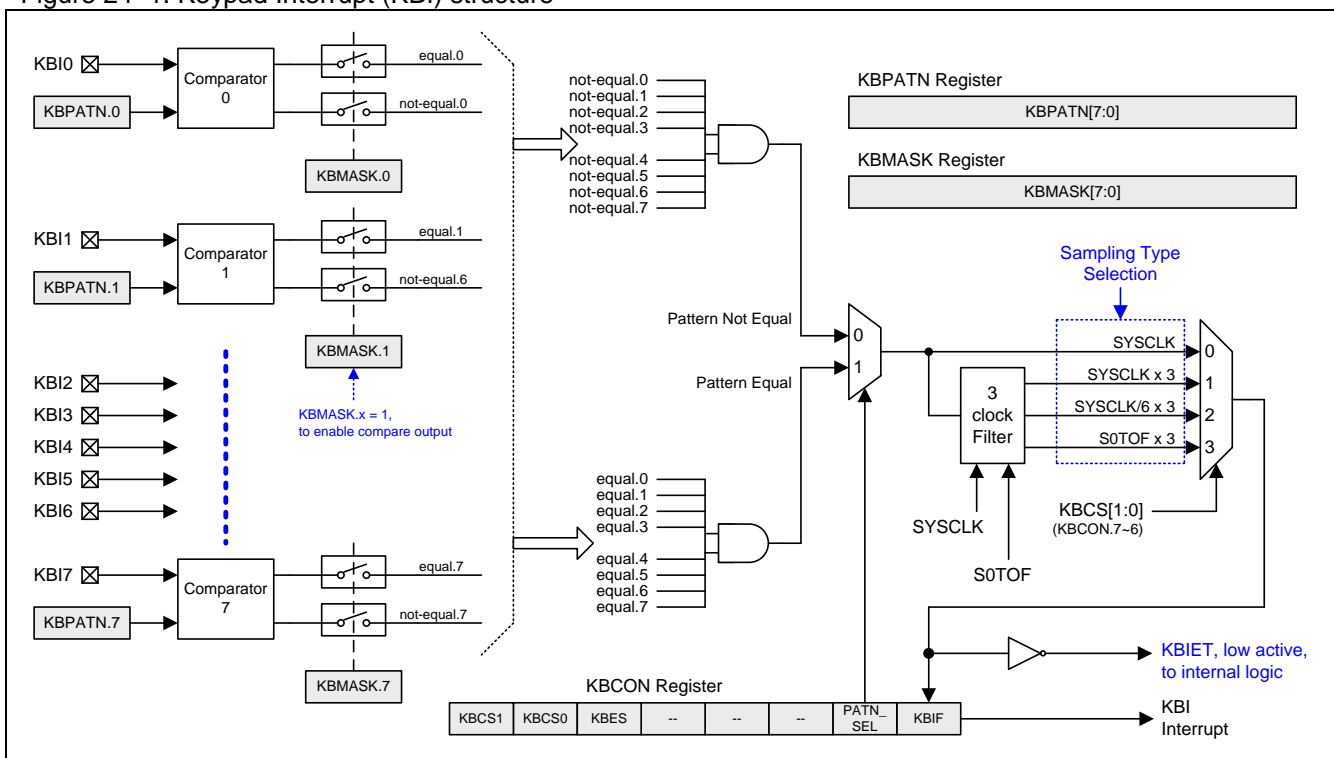 Figure 24-1. Keypad Interrupt (KBI) structure
KBI0
KBPATN.0
Comparator
0
equal.0
not-equal.0
KBMASK.0
KBI1
KBPATN.1
Comparator
1
equal.1
not-equal.6
KBMASK.1
KBMASK.x = 1,
to enable compare output
KBI2
KBI3
KBI4
KBI5
KBI6
KBI7
KBPATN.7
Comparator
7
equal.7
not-equal.7
KBMASK.7
not-equal.0
not-equal.1
not-equal.2
not-equal.3
not-equal.4
not-equal.5
not-equal.6
not-equal.7
equal.0
equal.1
equal.2
equal.3
equal.4
equal.5
equal.6
equal.7
Pattern Not Equal
Pattern Equal
0
1
KBPATN Register
KBPATN[7:0]
KBMASK Register
KBMASK[7:0]
Sampling Type
Selection
3
clock
Filter
SYSCLK
SYSCLK x 3
SYSCLK/6 x 3
S0TOF x 3
0
1
2
3
SYSCLK
S0TOF
KBCS[1:0]
(KBCON.7~6)
KBIET, low active,
to internal logic
KBI
Interrupt
KBCON Register
KBCS1
KBCS0
KBES
--
--
--
PATN_
SEL
KBIF